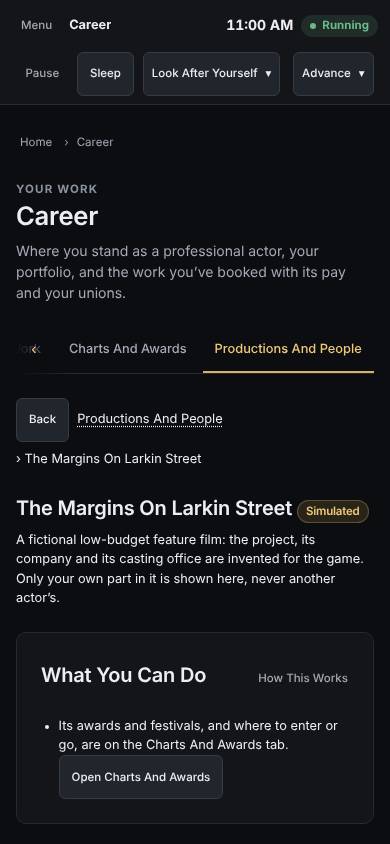 Menu Career 11:00 AM Running
Pause Sleep Look After Yourself ▾ Advance ▾
Home › Career
YOUR WORK
Career
Where you stand as a professional actor, your
portfolio, and the work you’ve booked with its pay
and your unions.
‹ Charts And Awards Productions And People
Back Productions And People
› The Margins On Larkin Street
The Margins On Larkin Street Simulated
A fictional low-budget feature film: the project, its
company and its casting office are invented for the game.
Only your own part in it is shown here, never another
actor’s.
What You Can Do How This Works
• Its awards and festivals, and where to enter or
go, are on the Charts And Awards tab.
Open Charts And Awards